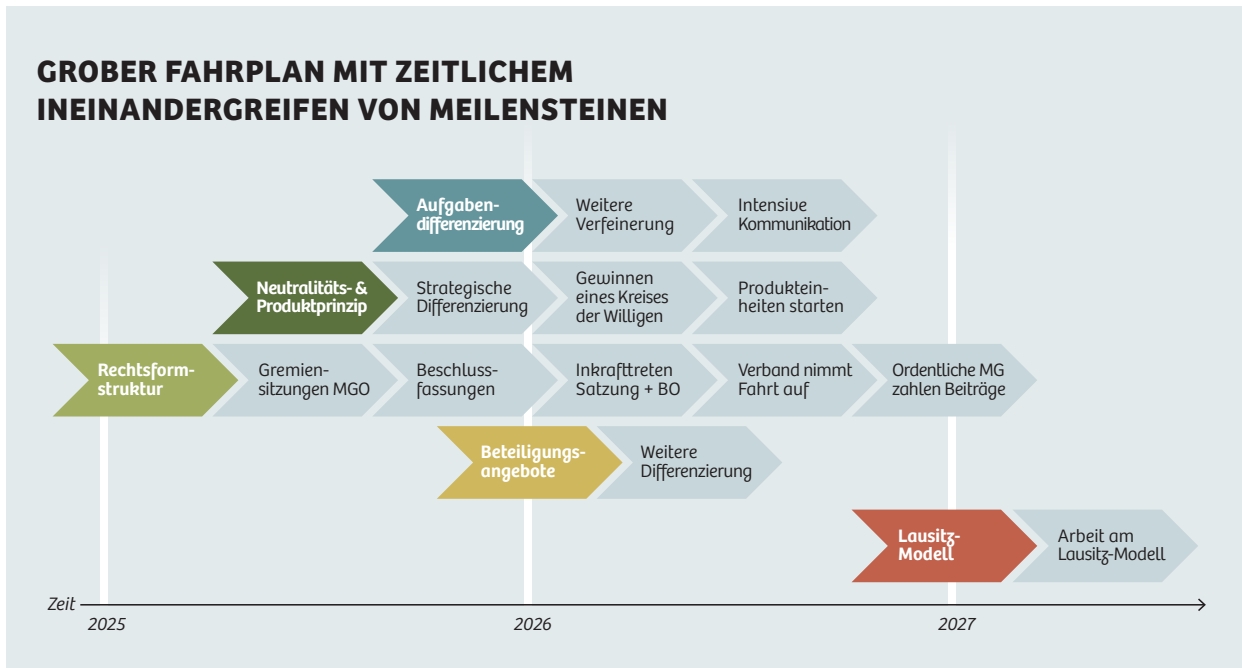 GROBER FAHRPLAN MIT ZEITLICHEM
INEINANDERGREIFEN VON MEILENSTEINEN
Aufgaben-
differenzierung
Weitere
Verfeinerung
Intensive
Kommunikation
Neutralitäts- &
Produktprinzip
Strategische
Differenzierung
Gewinnen
eines Kreises
der Willigen
Produktein-
heiten starten
Rechtsform-
struktur
Gremien-
sitzungen MGO
Beschluss-
fassungen
Inkrafttreten
Satzung + BO
Verband nimmt
Fahrt auf
Ordentliche MG
zahlen Beiträge
Beteiligungs-
angebote
Weitere
Differenzierung
Lausitz-
Modell
Arbeit am
Lausitz-Modell
Zeit
2025
2026
2027